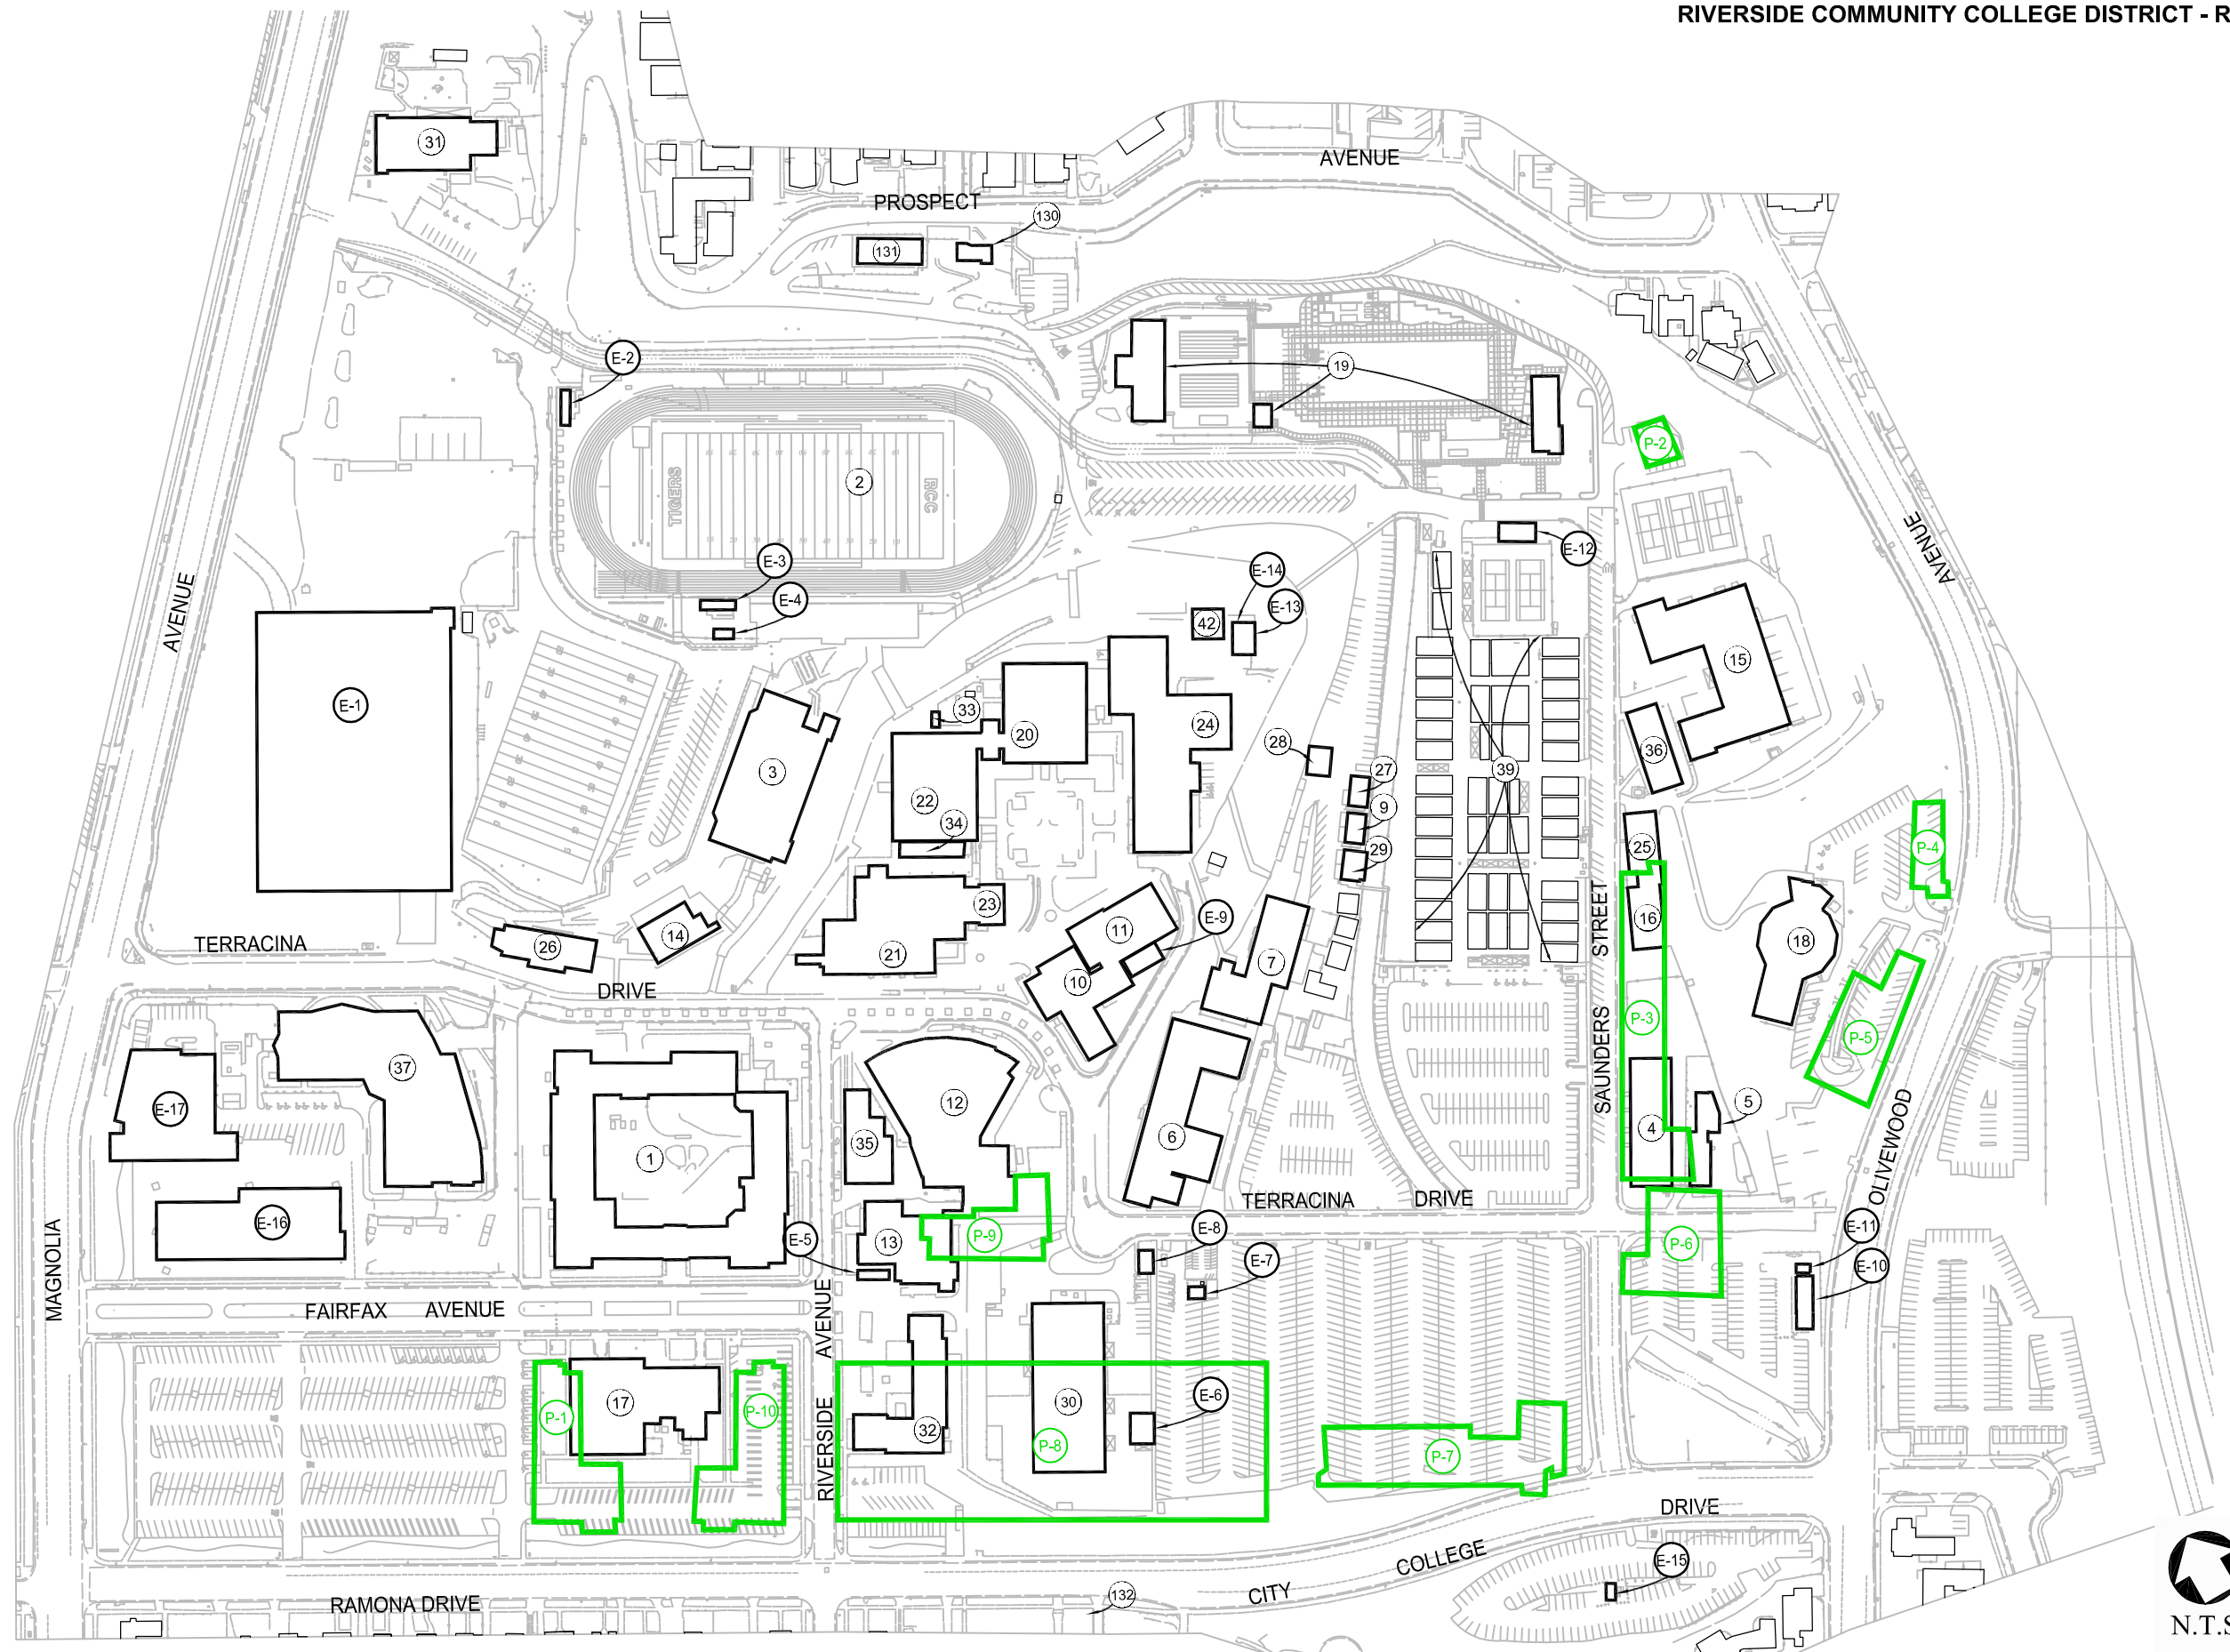 RIVERSIDE COMMUNITY COLLEGE DISTRICT - R
31
AVENUE
PROSPECT
130
131
E-2
19
P-2
TIGERS
2
RCC
AVENUE
E-12
E-3
E-14
E-4
E-13
42
AVENUE
15
E-1
33
20
24
28
36
3
27
39
22
9
34
29
25
P-4
23
E-9
16
STREET
11
26
14
18
TERRACINA
21
7
10
DRIVE
P-3
P-5
SAUNDERS
37
E-17
12
5
35
6
4
1
OLIVEWOOD
TERRACINA DRIVE
E-16
E-5
13
P-9
E-8
E-11
P-6
E-7
E-10
MAGNOLIA
FAIRFAX AVENUE
AVENUE
17
P-1
P-10
RIVERSIDE
32
30
E-6
P-8
P-7
DRIVE
COLLEGE
CITY
E-15
132
RAMONA DRIVE
N.T.S